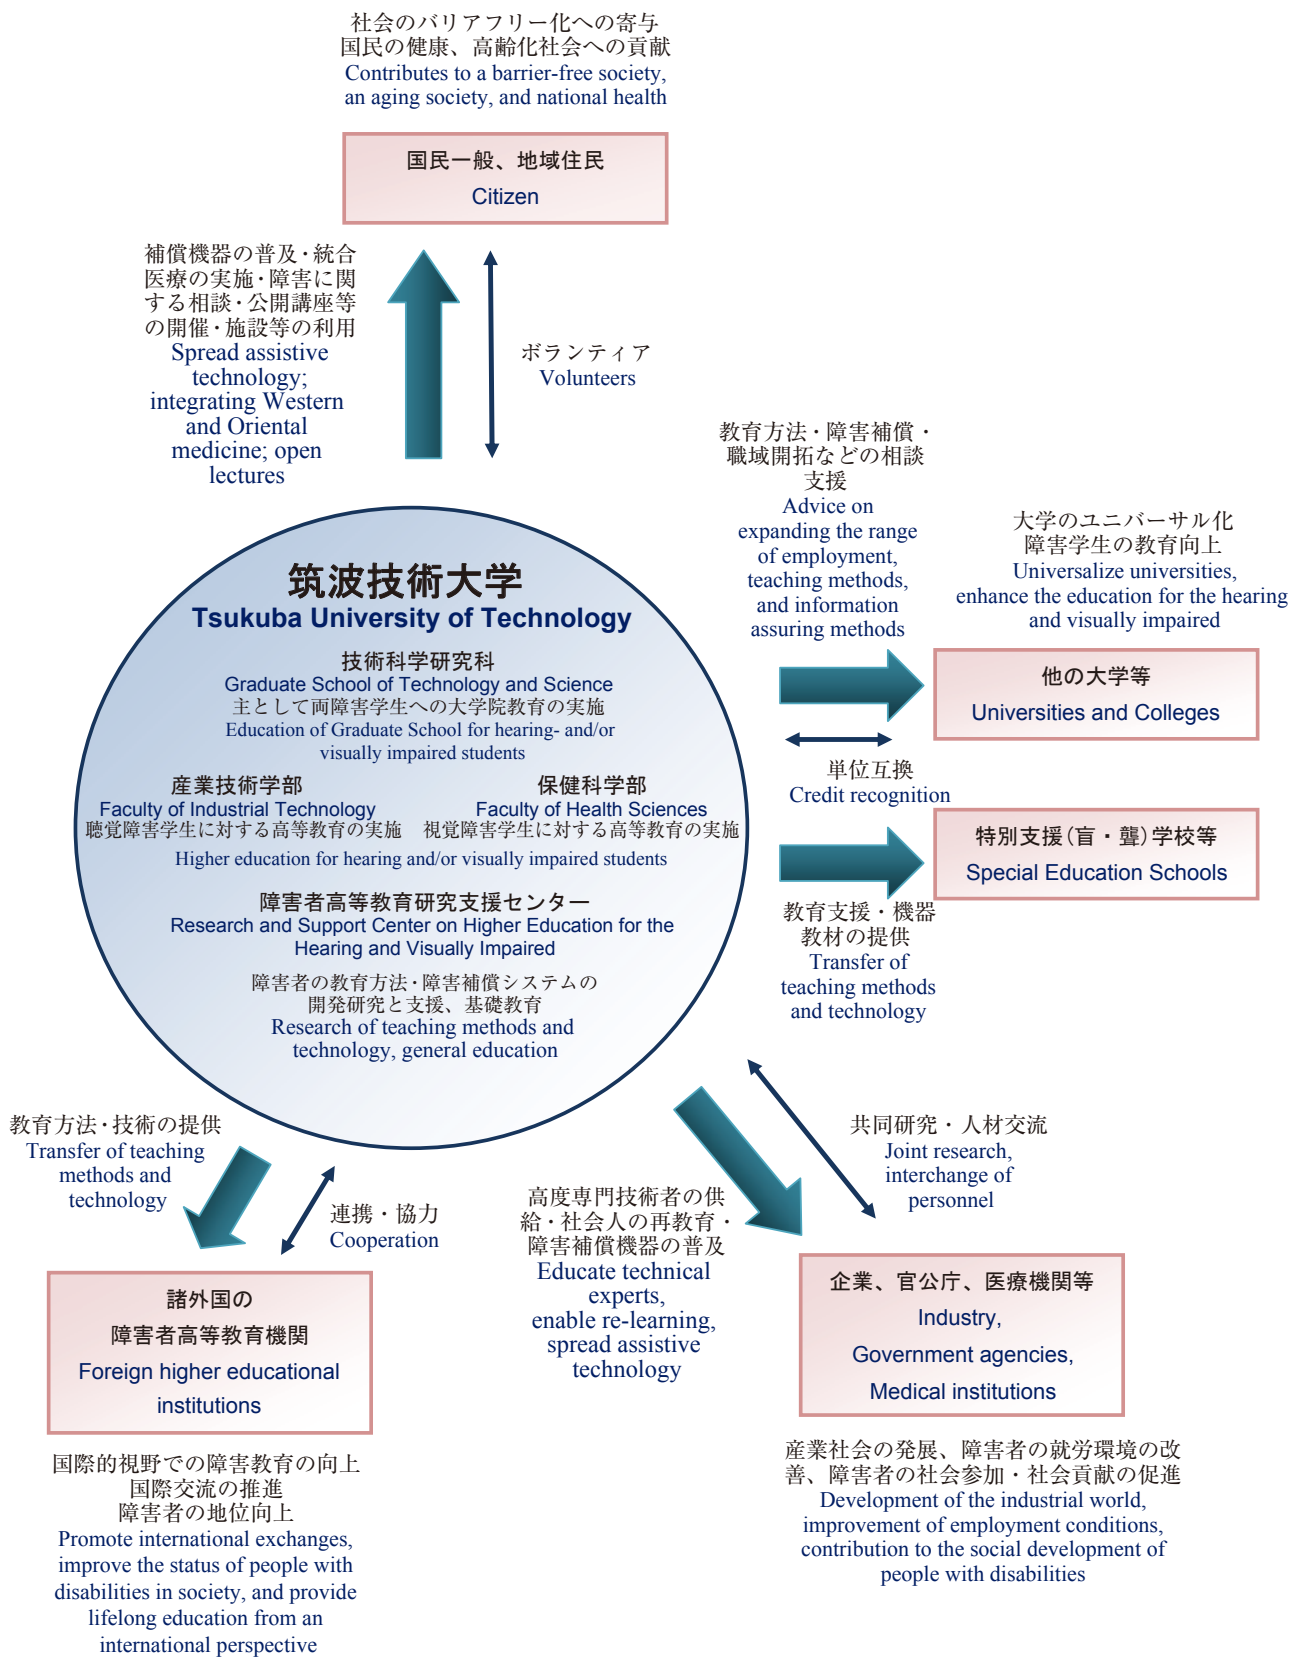 社会のバリアフリー化への寄与
国民の健康、高齢化社会への貢献
Contributes to a barrier-free society,
an aging society, and national health
国民一般、地域住民
Citizen
補償機器の普及・統合
医療の実施・障害に関
する相談・公開講座等
の開催・施設等の利用
Spread assistive
technology;
integrating Western
and Oriental
medicine; open
lectures
ボランティア
Volunteers
教育方法・障害補償・
職域開拓などの相談
支援
Advice on
expanding the range
of employment,
teaching methods,
and information
assuring methods
大学のユニバーサル化
障害学生の教育向上
Universalize universities,
enhance the education for the hearing
and visually impaired
筑波技術大学
Tsukuba University of Technology
技術科学研究科
Graduate School of Technology and Science
主として両障害学生への大学院教育の実施
Education of Graduate School for hearing- and/or
visually impaired students
産業技術学部
Faculty of Industrial Technology
聴覚障害学生に対する高等教育の実施
保健科学部
Faculty of Health Sciences
視覚障害学生に対する高等教育の実施
Higher education for hearing and/or visually impaired students
障害者高等教育研究支援センター
Research and Support Center on Higher Education for the
Hearing and Visually Impaired
障害者の教育方法・障害補償システムの
開発研究と支援、基礎教育
Research of teaching methods and
technology, general education
他の大学等
Universities and Colleges
単位互換
Credit recognition
特別支援(盲・聾)学校等
Special Education Schools
教育支援・機器
教材の提供
Transfer of
teaching methods
and technology
教育方法・技術の提供
Transfer of teaching
methods and
technology
連携・協力
Cooperation
共同研究・人材交流
Joint research,
interchange of
personnel
高度専門技術者の供
給・社会人の再教育・
障害補償機器の普及
Educate technical
experts,
enable re-learning,
spread assistive
technology
諸外国の
障害者高等教育機関
Foreign higher educational
institutions
企業、官公庁、医療機関等
Industry,
Government agencies,
Medical institutions
国際的視野での障害教育の向上
国際交流の推進
障害者の地位向上
Promote international exchanges,
improve the status of people with
disabilities in society, and provide
lifelong education from an
international perspective
産業社会の発展、障害者の就労環境の改
善、障害者の社会参加・社会貢献の促進
Development of the industrial world,
improvement of employment conditions,
contribution to the social development of
people with disabilities